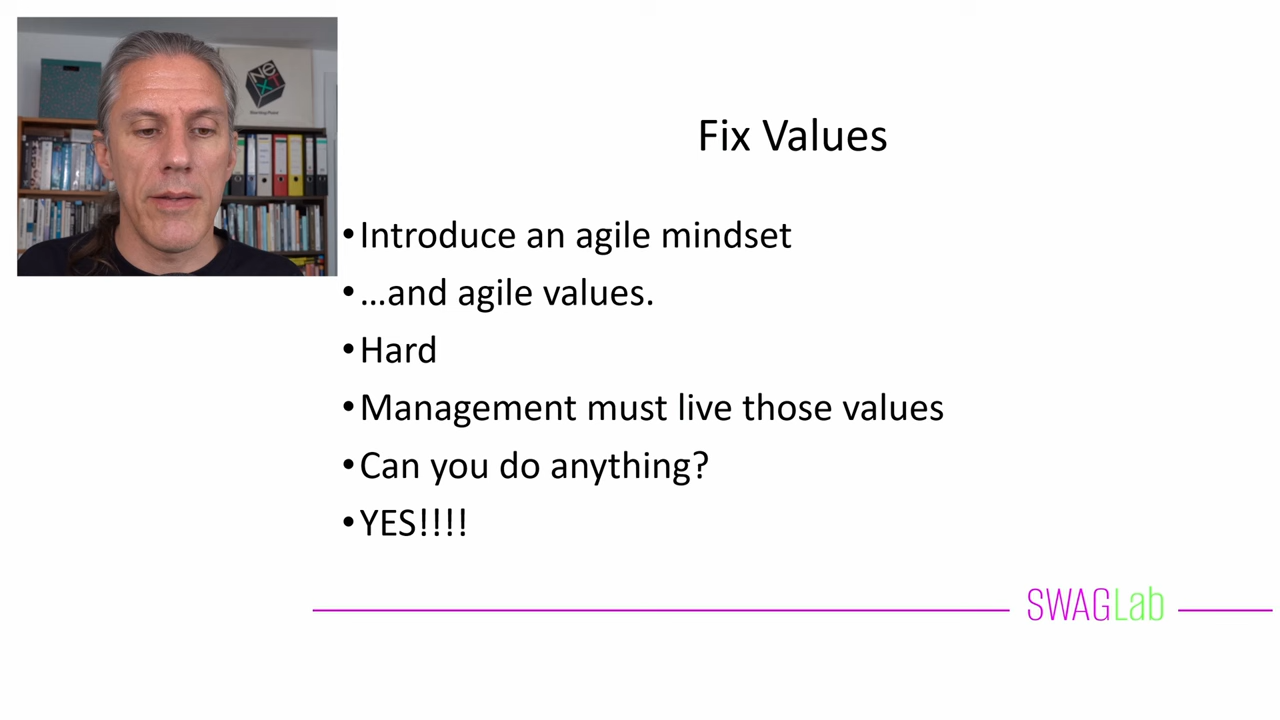 NeXT
Fix Values
•Introduce an agile mindset
•…and agile values.
•Hard
•Management must live those values
•Can you do anything?
•YES!!!!
SWAGLab